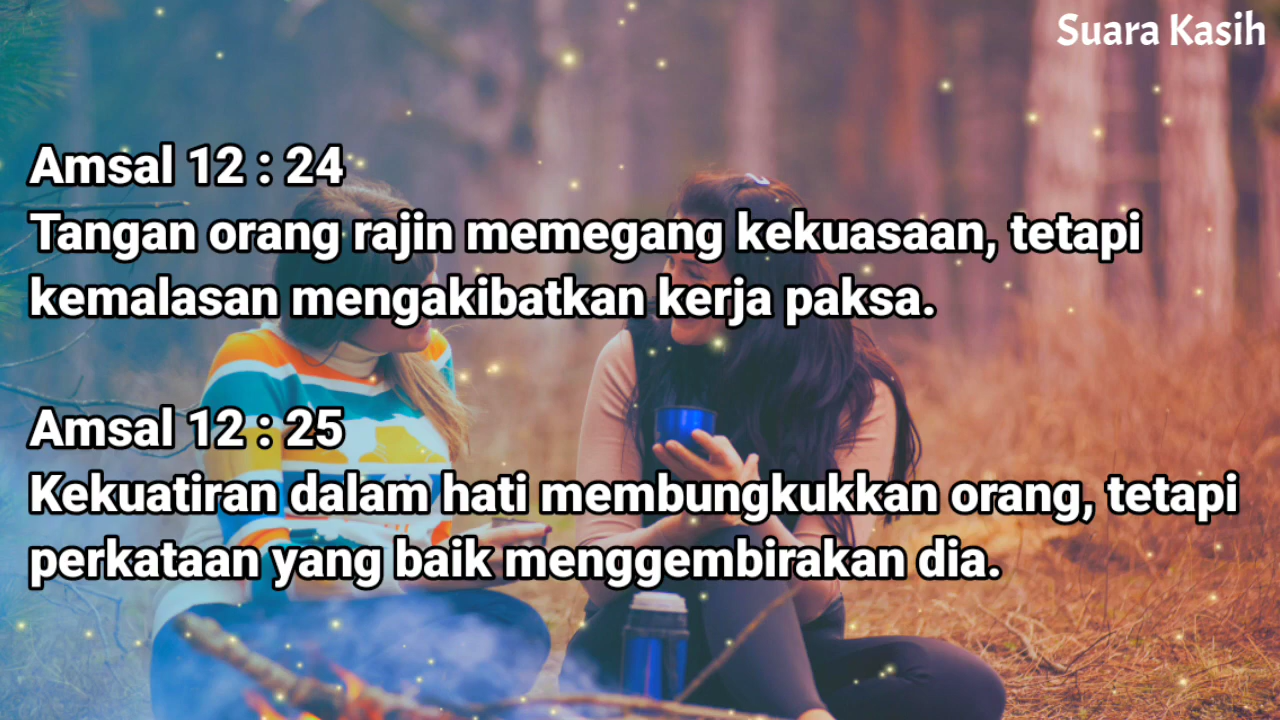 Suara Kasih
Amsal 12 : 24
Tangan orang rajin memegang kekuasaan, tetapi
kemalasan mengakibatkan kerja paksa.
Amsal 12 : 25
Kekuatiran dalam hati membungkukkan orang, tetapi
perkataan yang baik menggembirakan dia.